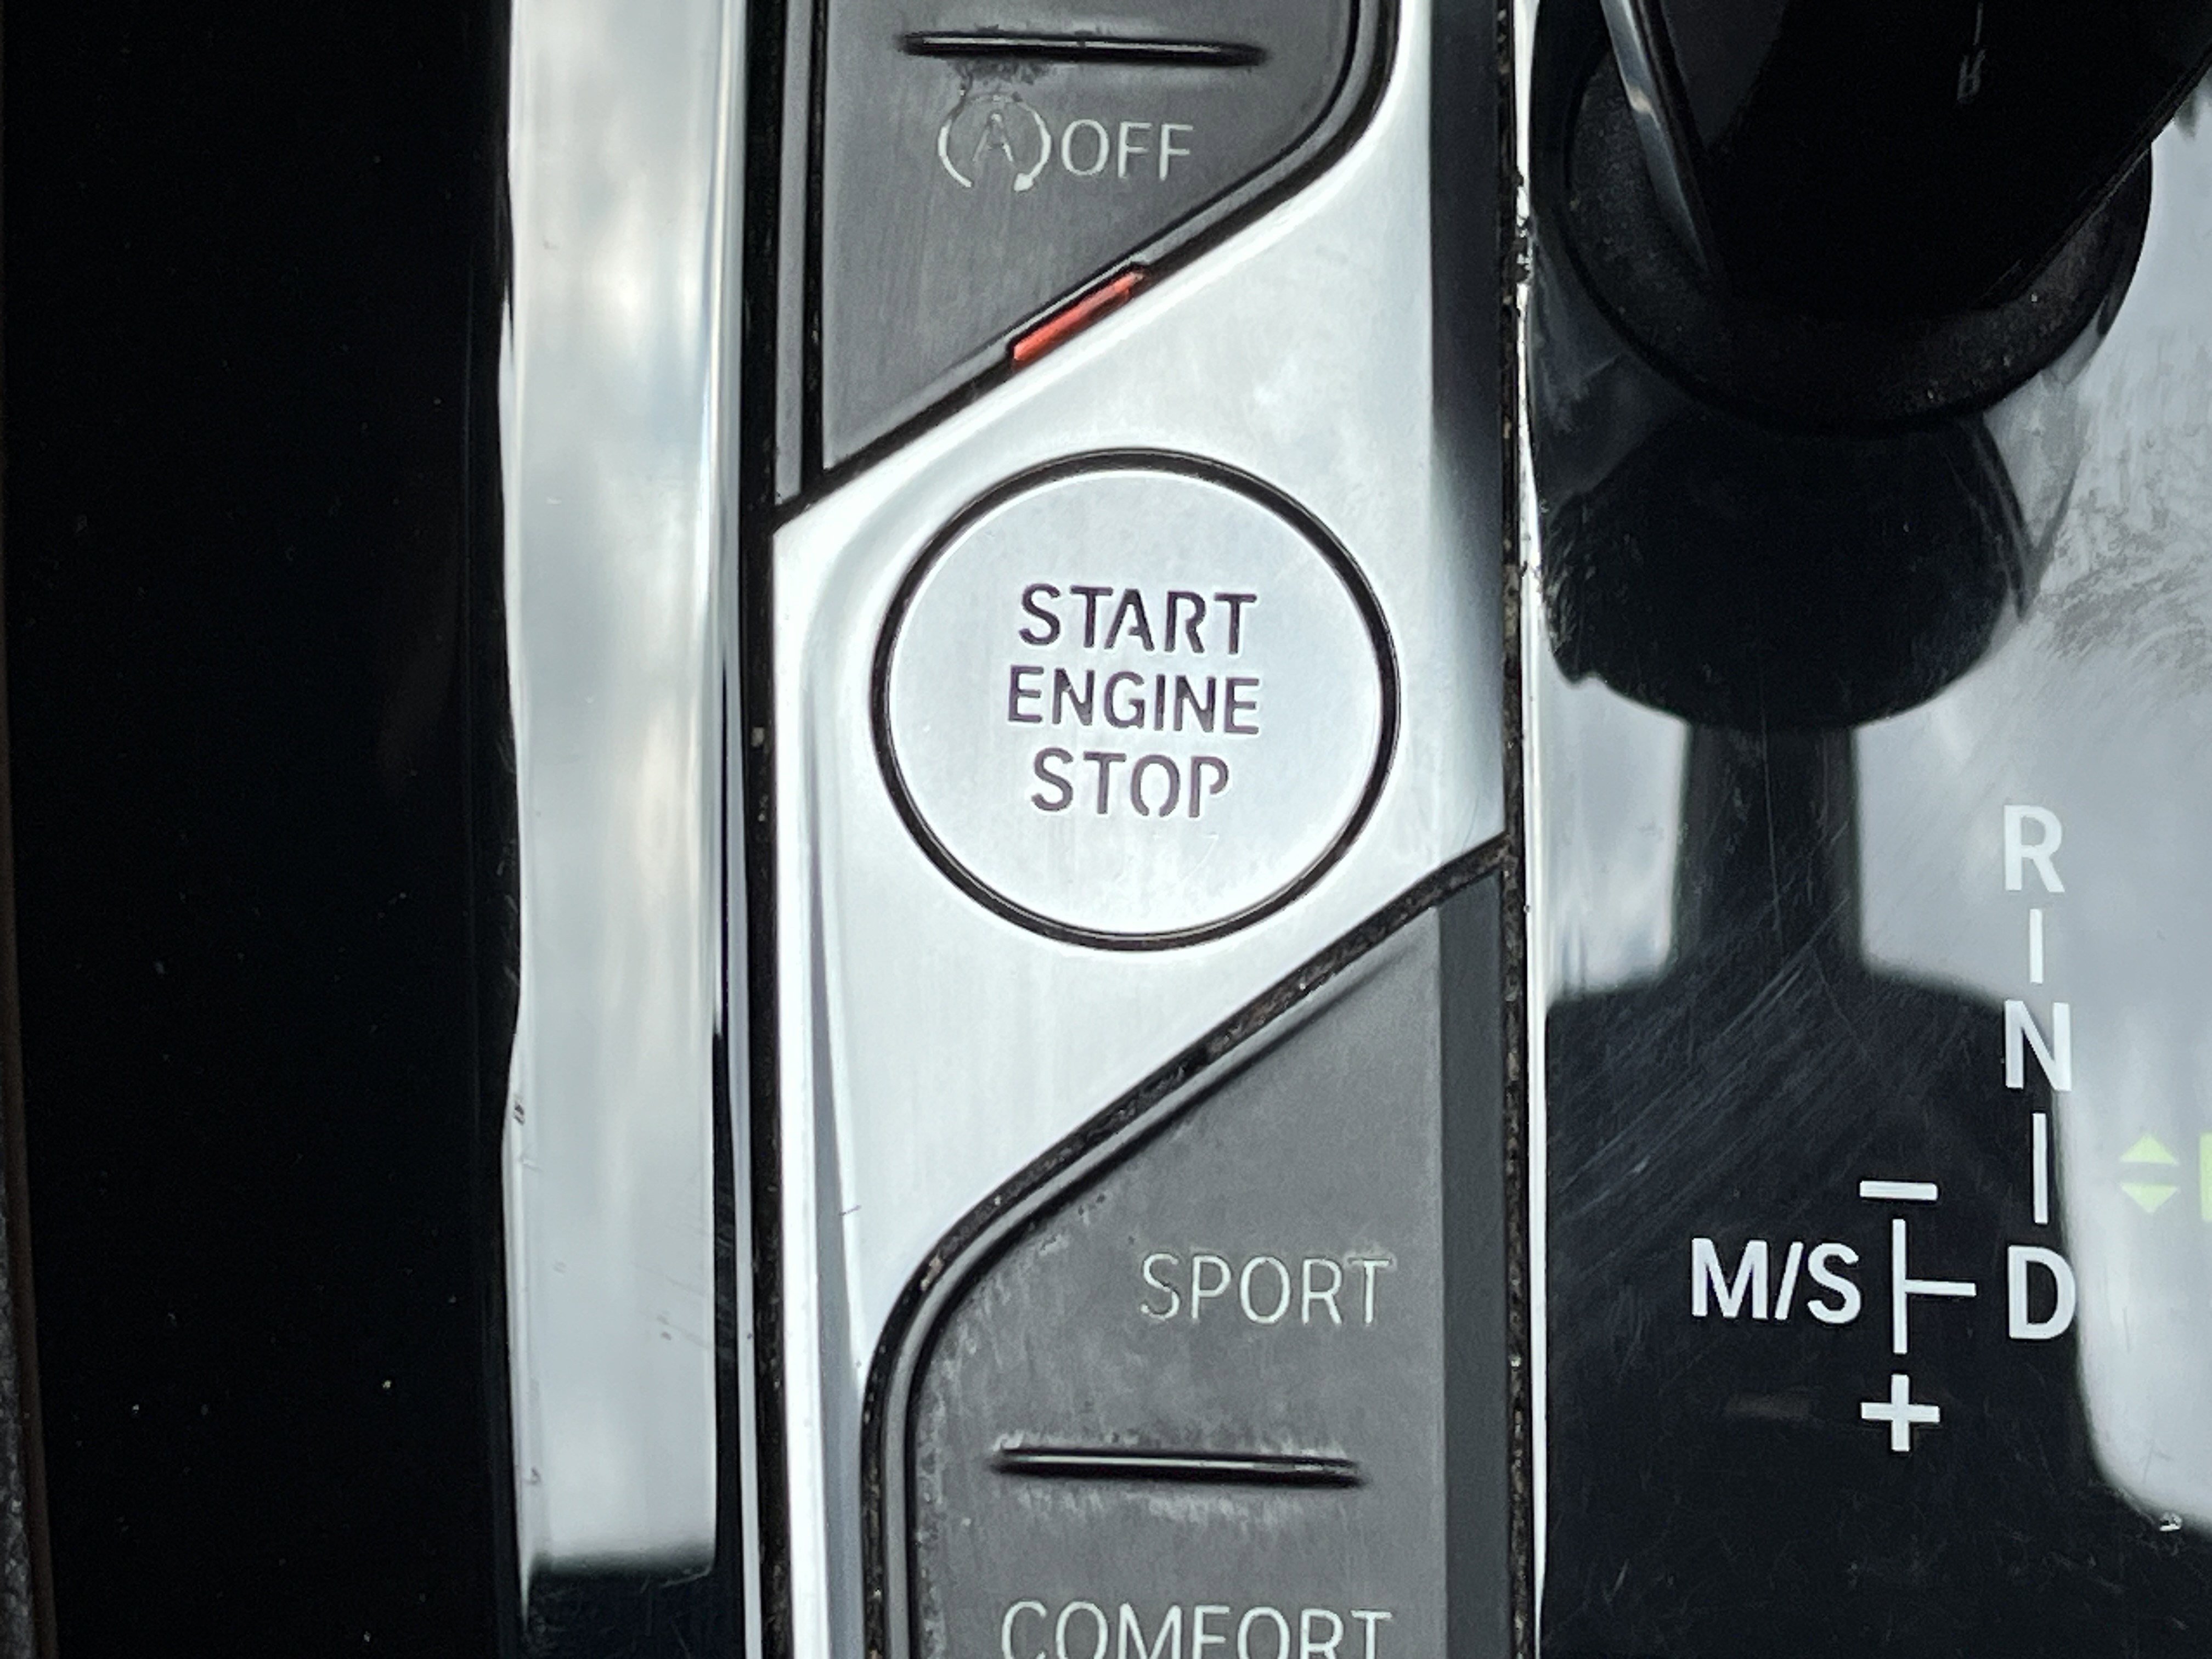 A OFF
START
ENGINE
STOP
R
N
M/S D
−
+
SPORT
COMFORT